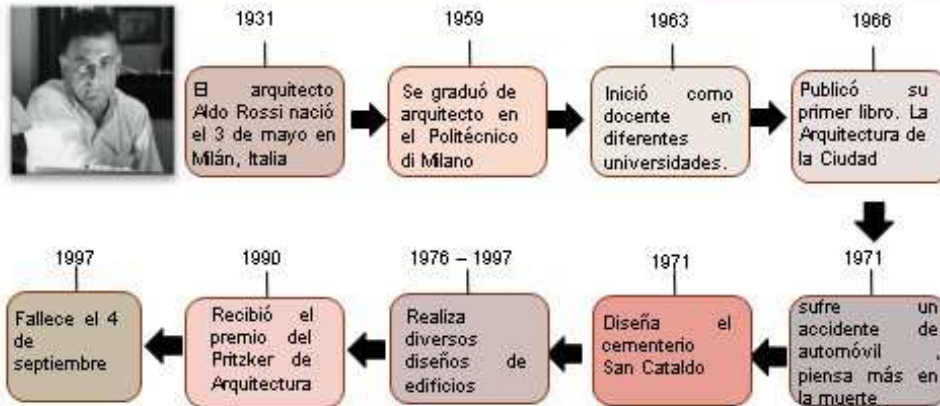 1931
El arquitecto
Aldo Rossi nació
el 3 de mayo en
Milán, Italia
1959
Se graduó de
arquitecto en
el Politécnico
di Milano
1963
Inició como
docente en
diferentes
universidades.
1966
Publicó su
primer libro. La
Arquitectura de
la Ciudad
1971
sufre un
accidente de
automóvil ,
piensa más en
la muerte
1971
Diseña el
cementerio
San Cataldo
1976 – 1997
Realiza
diversos
diseños de
edificios
1990
Recibió el
premio del
Pritzker de
Arquitectura
1997
Fallece el 4
de
septiembre